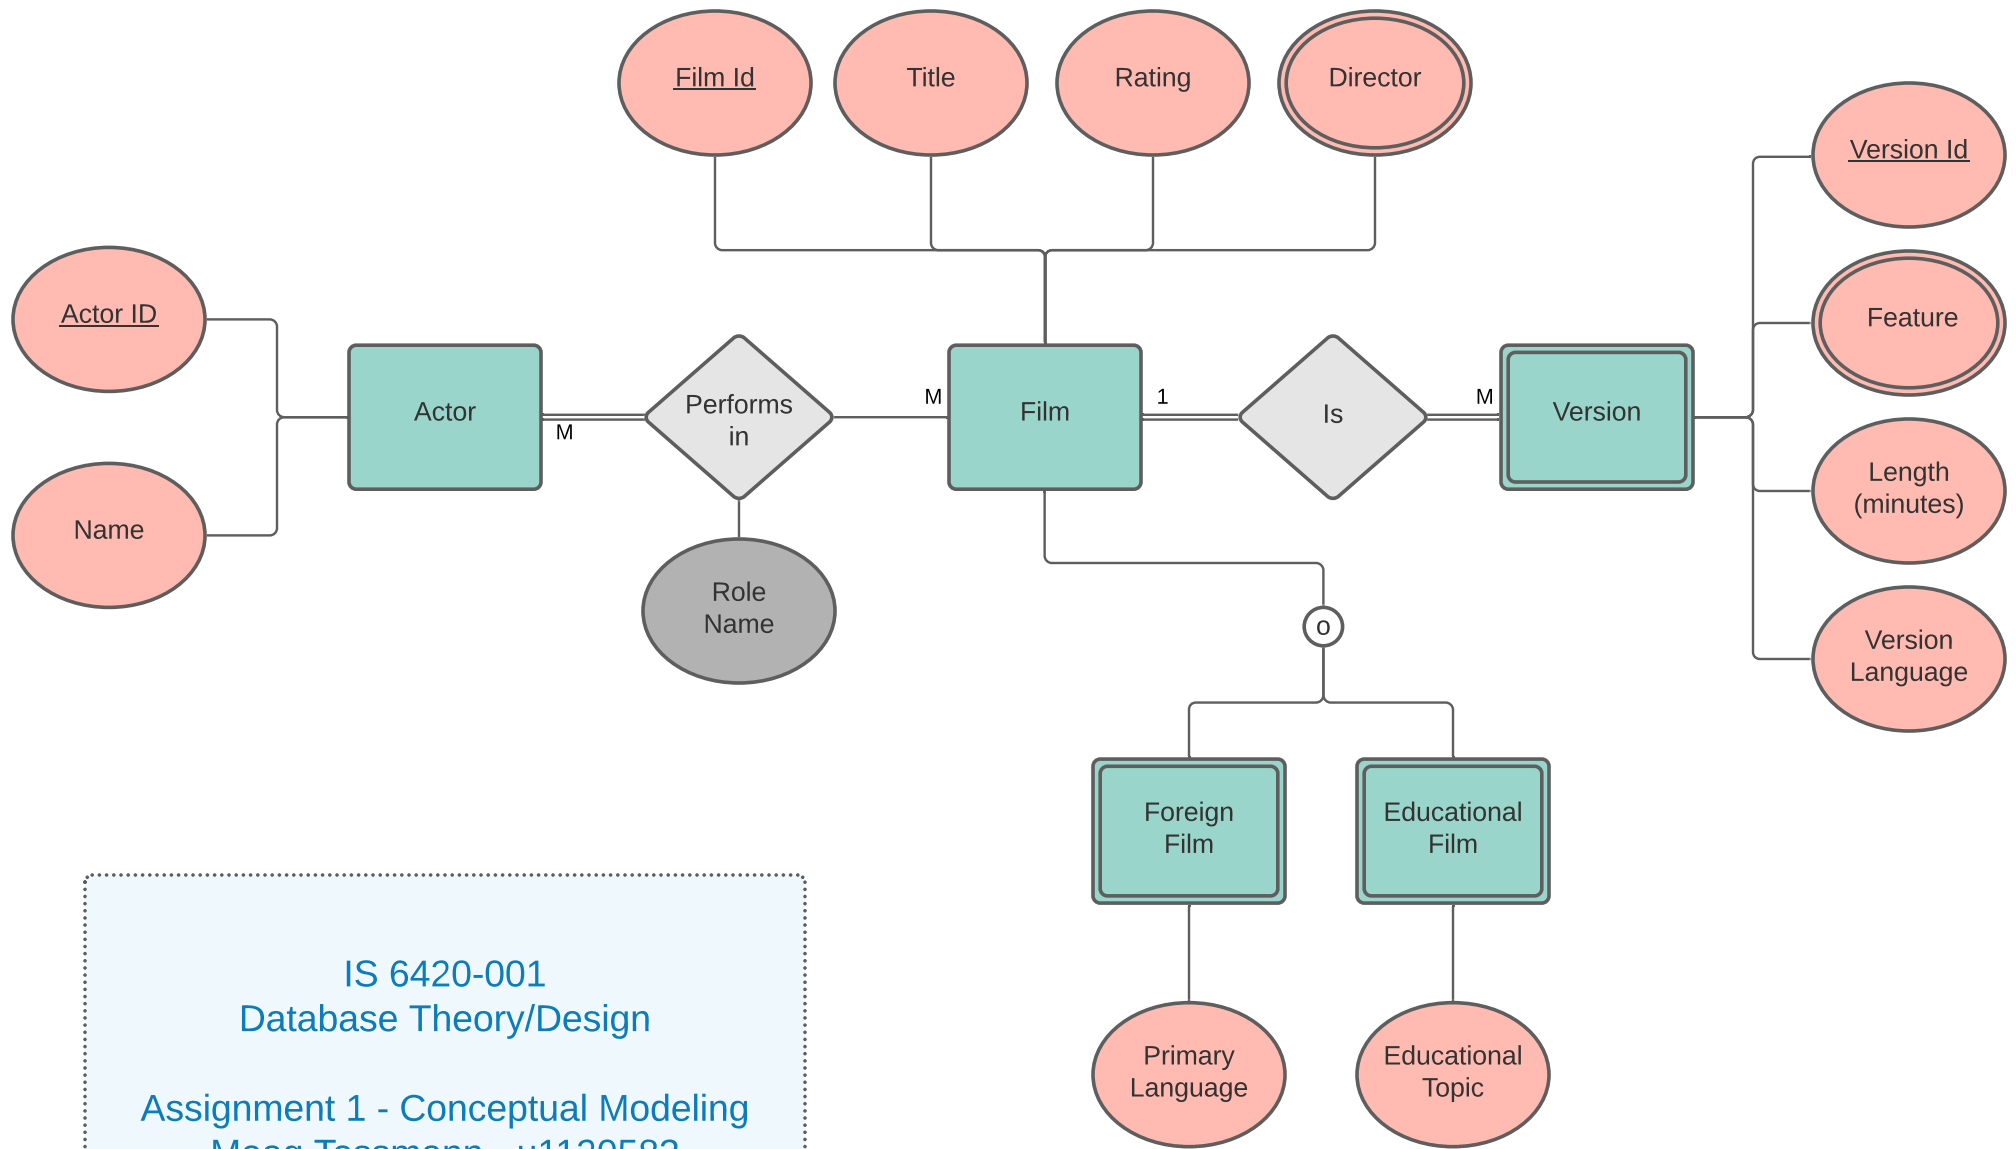 Film Id
Title
Rating
Director
Version Id
Feature
Length
(minutes)
Version
Language
Actor ID
Name
Actor
M
Performs
in
M
Film
1
Is
M
Version
Role
Name
o
Foreign
Film
Educational
Film
Primary
Language
Educational
Topic
IS 6420-001
Database Theory/Design
Assignment 1 - Conceptual Modeling